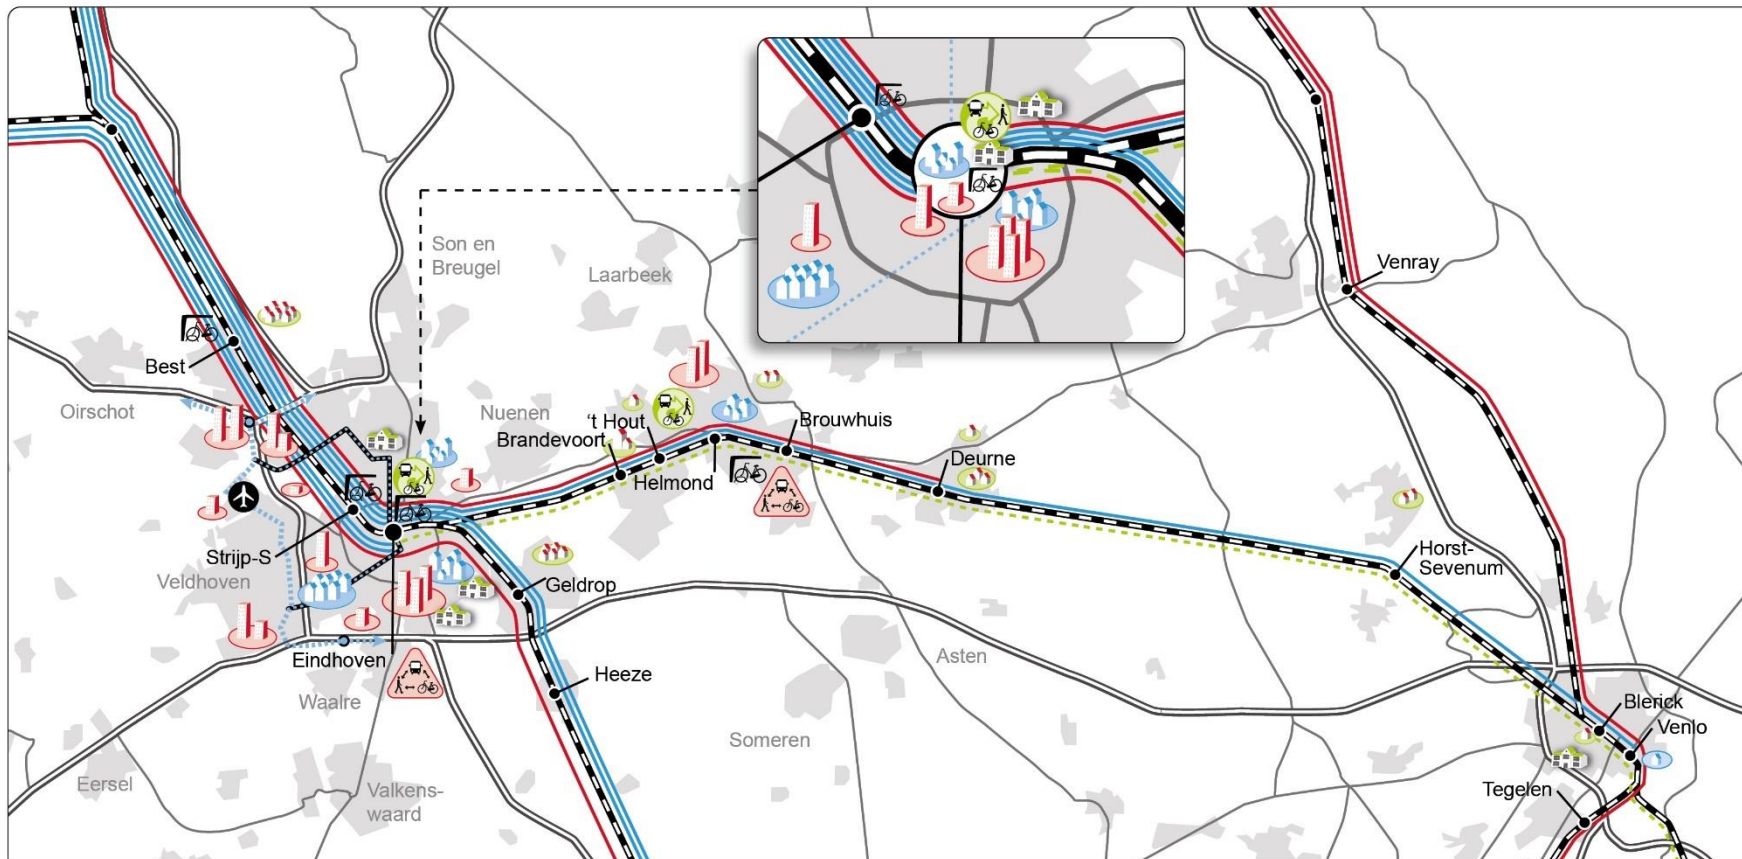 Son en
Breugel
Laarbeek
Venray
Best
Oirschot
Nuenen
't Hout
Brandevoort
Brouwhuis
Helmond
Deurne
Strijp-S
Veldhoven
Geldrop
Horst-
Sevenum
Eindhoven
Waalre
Heeze
Asten
Someren
Blerick
Venlo
Eersel
Valkens-
waard
Tegelen